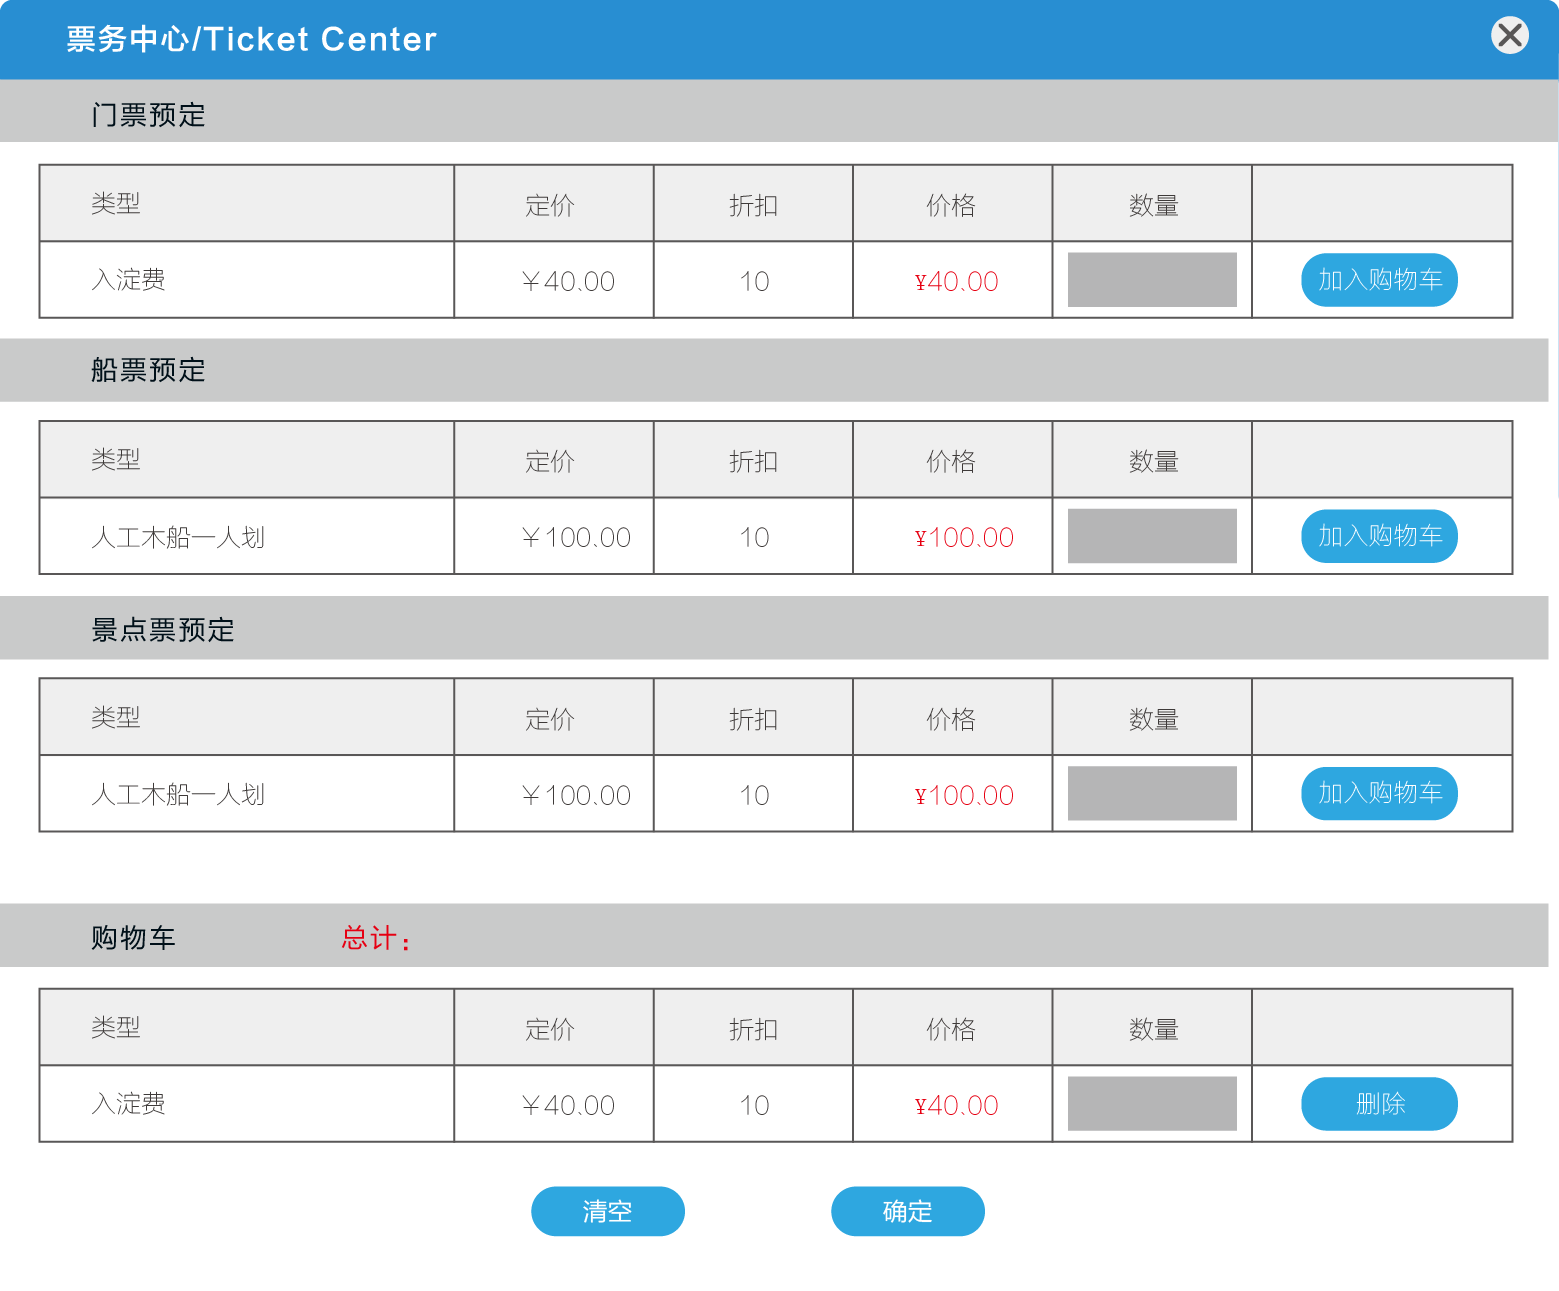 票务中心/Ticket Center
门票预定
类型 定价 折扣 价格 数量
入淀费 ￥40.00 10 ¥40.00 加入购物车
船票预定
类型 定价 折扣 价格 数量
人工木船一人划 ￥100.00 10 ¥100.00 加入购物车
景点票预定
类型 定价 折扣 价格 数量
人工木船一人划 ￥100.00 10 ¥100.00 加入购物车
购物车 总计：
类型 定价 折扣 价格 数量
入淀费 ￥40.00 10 ¥40.00 删除
清空 确定